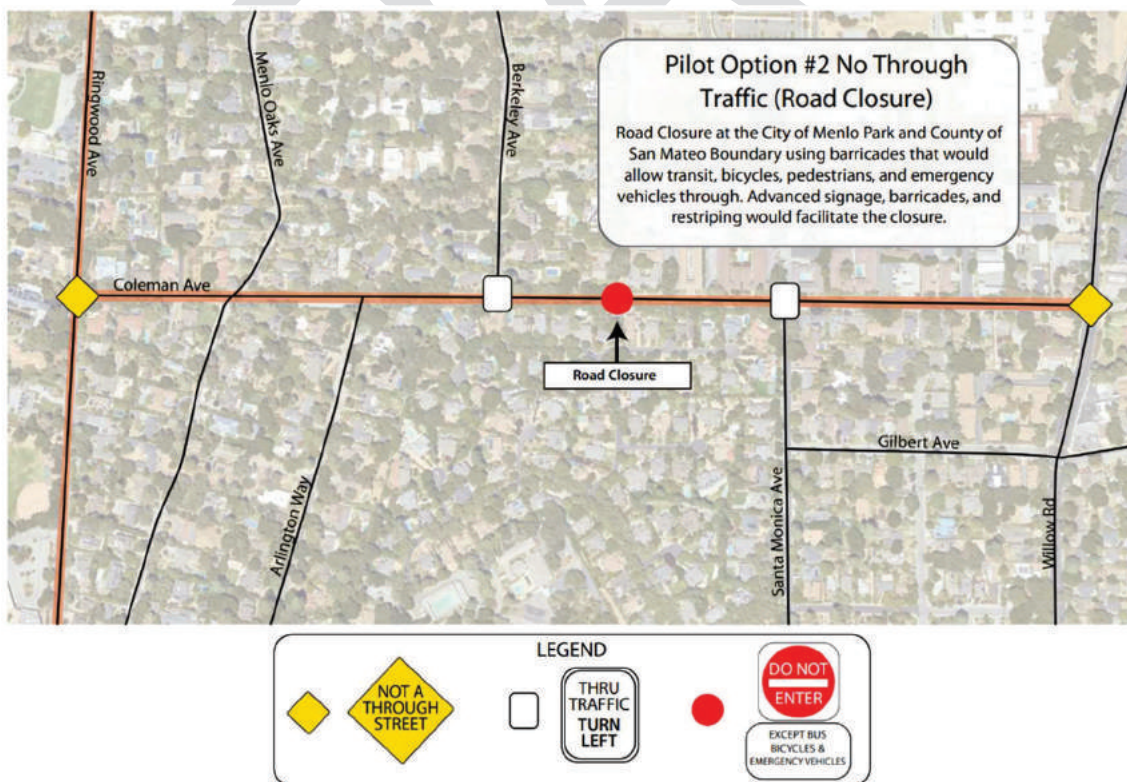 Pilot Option #2 No Through
Traffic (Road Closure)
Road Closure at the City of Menlo Park and County of
San Mateo Boundary using barricades that would
allow transit, bicycles, pedestrians, and emergency
vehicles through. Advanced signage, barricades, and
restriping would facilitate the closure.
Ringwood Ave
Menlo Oaks Ave
Berkeley Ave
Coleman Ave
Road Closure
Arlington Way
Santa Monica Ave
Gilbert Ave
Willow Rd
LEGEND
NOT A
THROUGH
STREET
THRU
TRAFFIC
TURN
LEFT
DO NOT
ENTER
EXCEPT BUS
BICYCLES &
EMERGENCY VEHICLES